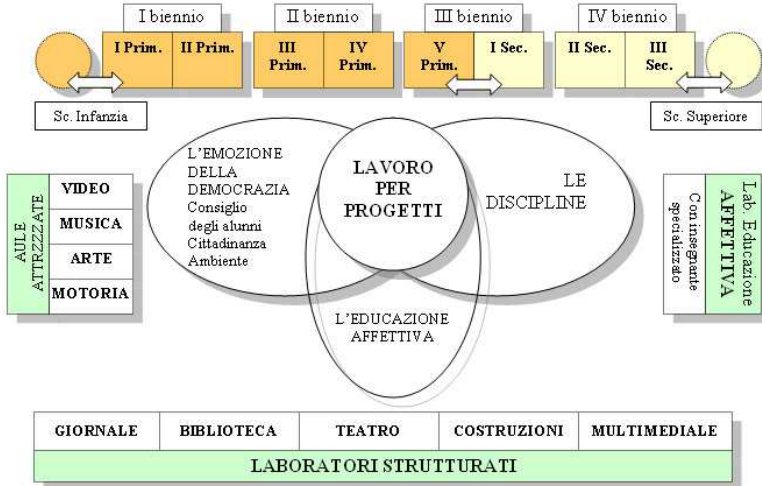 I biennio
II biennio
III biennio
IV biennio
I Prim.
II Prim.
III
Prim.
IV
Prim.
V
Prim.
I Sec.
II Sec.
III
Sec.
Sc. Infanzia
Sc. Superiore
L'EMOZIONE
DELLA
DEMOCRAZIA
Consiglio
degli alunni
Cittadinanza
Ambiente
LAVORO
PER
PROGETTI
LE
DISCIPLINE
L'EDUCAZIONE
AFFETTIVA
AULE
ATTRZZZATE
VIDEO
MUSICA
ARTE
MOTORIA
Con insegnante
specializzato
Lab. Educazione
AFFETTIVA
GIORNALE
BIBLIOTECA
TEATRO
COSTRUZIONI
MULTIMEDIALE
LABORATORI STRUTTURATI